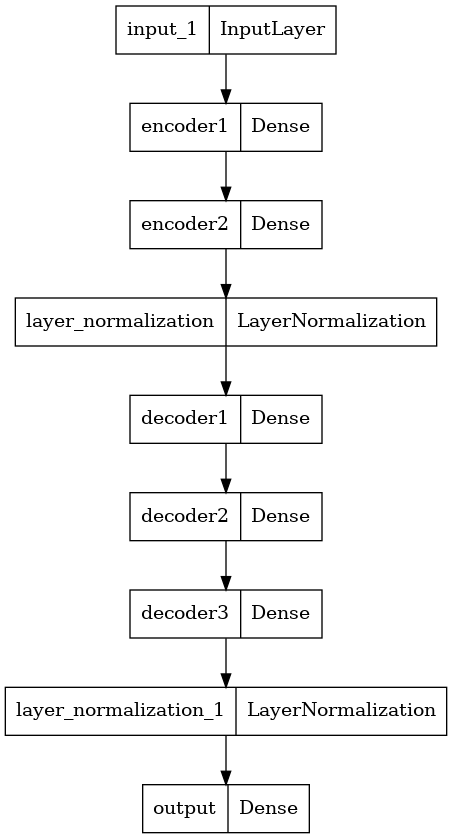 input_1 InputLayer
encoder1 Dense
encoder2 Dense
layer_normalization LayerNormalization
decoder1 Dense
decoder2 Dense
decoder3 Dense
layer_normalization_1 LayerNormalization
output Dense